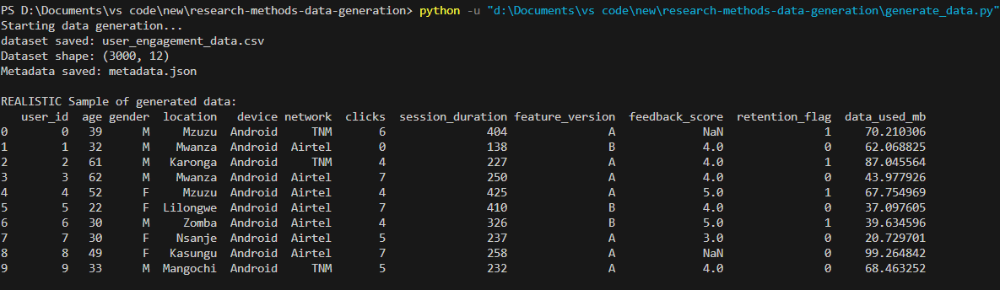 PS D:\Documents\vs code\new\research-methods-data-generation> python -u "d:\Documents\vs code\new\research-methods-data-generation\generate_data.py"
Starting data generation...
dataset saved: user_engagement_data.csv
Dataset shape: (3000, 12)
Metadata saved: metadata.json
REALISTIC Sample of generated data:
   user_id  age gender  location   device network  clicks  session_duration feature_version  feedback_score  retention_flag  data_used_mb
0        0   39      M     Mzuzu  Android     TNM       6               404               A             NaN               1     70.210306
1        1   32      M    Mwanza  Android  Airtel       0               138               B             4.0               0     62.068825
2        2   61      M   Karonga  Android     TNM       4               227               A             4.0               1     87.045564
3        3   62      M    Mwanza  Android  Airtel       7               250               A             4.0               0     43.977926
4        4   52      F     Mzuzu  Android  Airtel       4               425               A             5.0               1     67.754969
5        5   22      F  Lilongwe  Android  Airtel       7               410               B             4.0               0     37.097605
6        6   30      M     Zomba  Android  Airtel       4               326               B             5.0               1     39.634596
7        7   30      F    Nsanje  Android  Airtel       5               237               A             3.0               0     20.729701
8        8   49      F   Kasungu  Android  Airtel       7               258               A             NaN               0     99.264842
9        9   33      M  Mangochi  Android     TNM       5               232               A             4.0               0     68.463252